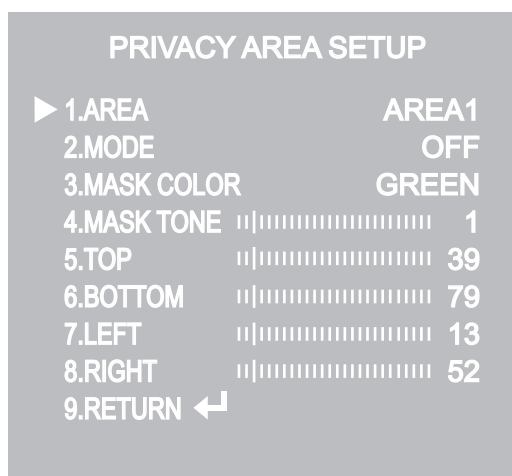 PRIVACY AREA SETUP
1.AREA AREA1
2.MODE OFF
3.MASK COLOR GREEN
4.MASK TONE 1
5.TOP 39
6.BOTTOM 79
7.LEFT 13
8.RIGHT 52
9.RETURN